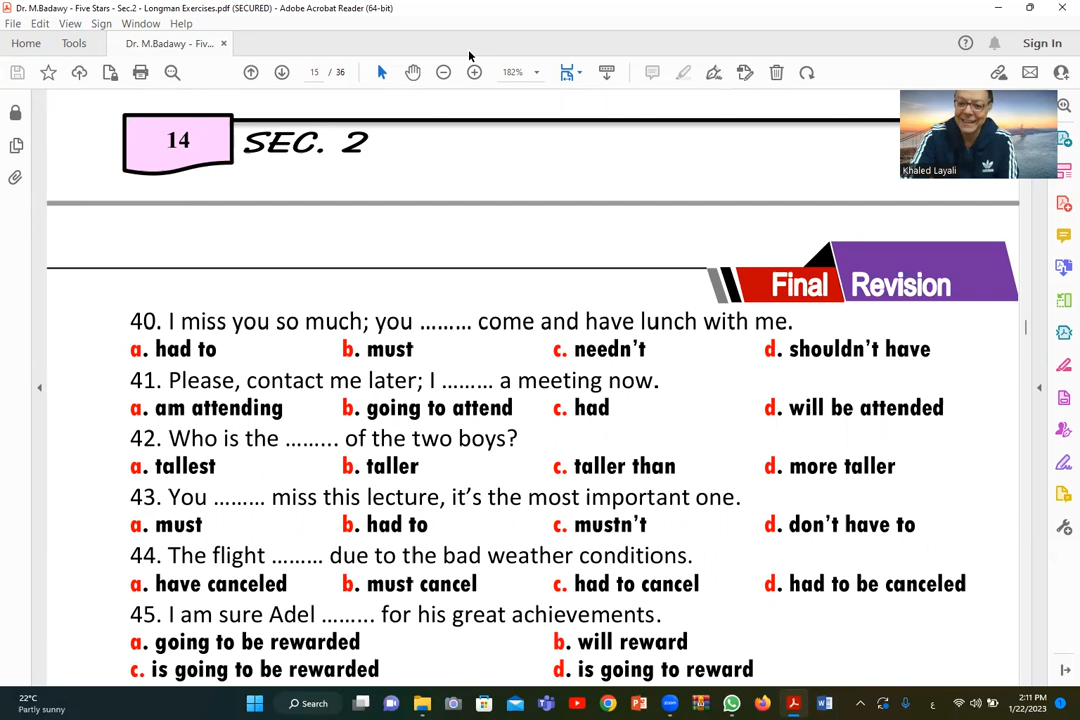 Dr. M.Badawy - Five Stars - Sec.2 - Longman Exercises.pdf (SECURED) - Adobe Acrobat Reader (64-bit)
File Edit View Sign Window Help
Home Tools Dr. M.Badawy - Fiv... × Sign In
15 / 36 182%
14 SEC. 2
Khaled Layali
Final Revision
40. I miss you so much; you ……... come and have lunch with me.
a. had to b. must c. needn't d. shouldn't have
41. Please, contact me later; I ……... a meeting now.
a. am attending b. going to attend c. had d. will be attended
42. Who is the ……... of the two boys?
a. tallest b. taller c. taller than d. more taller
43. You ……... miss this lecture, it's the most important one.
a. must b. had to c. mustn't d. don't have to
44. The flight ……... due to the bad weather conditions.
a. have canceled b. must cancel c. had to cancel d. had to be canceled
45. I am sure Adel ……... for his great achievements.
a. going to be rewarded b. will reward
c. is going to be rewarded d. is going to reward
22°C
Partly sunny
Search
2:11 PM
1/22/2023